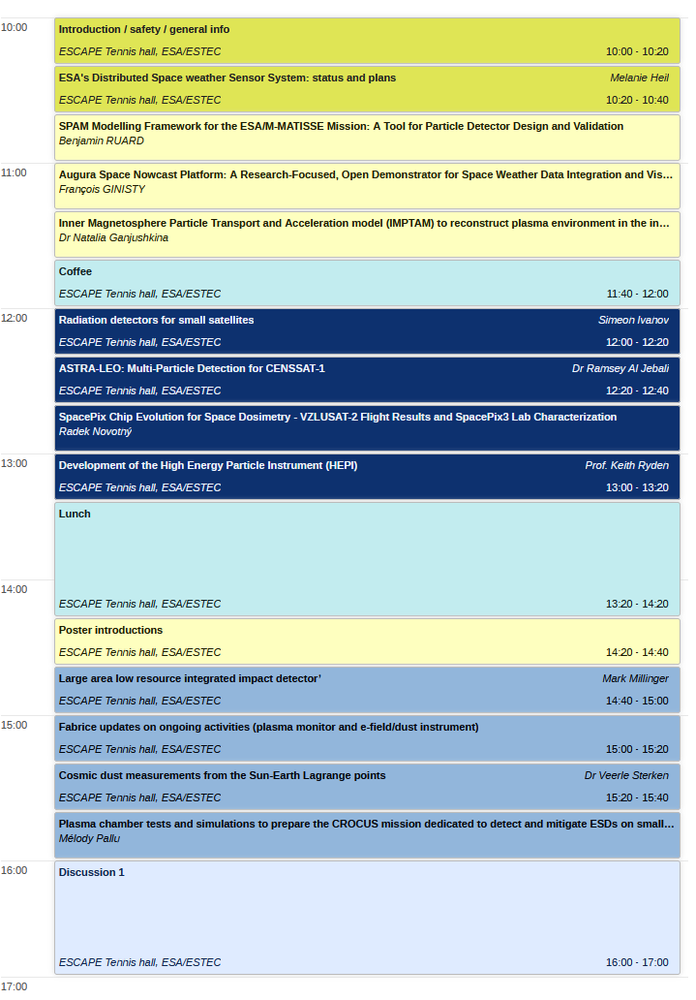 10:00
Introduction / safety / general info
ESCAPE Tennis hall, ESA/ESTEC 10:00 - 10:20
ESA's Distributed Space weather Sensor System: status and plans Melanie Heil
ESCAPE Tennis hall, ESA/ESTEC 10:20 - 10:40
SPAM Modelling Framework for the ESA/M-MATISSE Mission: A Tool for Particle Detector Design and Validation
Benjamin RUARD
11:00
Augura Space Nowcast Platform: A Research-Focused, Open Demonstrator for Space Weather Data Integration and Vis…
François GINISTY
Inner Magnetosphere Particle Transport and Acceleration model (IMPTAM) to reconstruct plasma environment in the in…
Dr Natalia Ganjushkina
Coffee
ESCAPE Tennis hall, ESA/ESTEC 11:40 - 12:00
12:00
Radiation detectors for small satellites Simeon Ivanov
ESCAPE Tennis hall, ESA/ESTEC 12:00 - 12:20
ASTRA-LEO: Multi-Particle Detection for CENSSAT-1 Dr Ramsey Al Jebali
ESCAPE Tennis hall, ESA/ESTEC 12:20 - 12:40
SpacePix Chip Evolution for Space Dosimetry - VZLUSAT-2 Flight Results and SpacePix3 Lab Characterization
Radek Novotný
13:00
Development of the High Energy Particle Instrument (HEPI) Prof. Keith Ryden
ESCAPE Tennis hall, ESA/ESTEC 13:00 - 13:20
Lunch
14:00
ESCAPE Tennis hall, ESA/ESTEC 13:20 - 14:20
Poster introductions
ESCAPE Tennis hall, ESA/ESTEC 14:20 - 14:40
Large area low resource integrated impact detector' Mark Millinger
ESCAPE Tennis hall, ESA/ESTEC 14:40 - 15:00
15:00
Fabrice updates on ongoing activities (plasma monitor and e-field/dust instrument)
ESCAPE Tennis hall, ESA/ESTEC 15:00 - 15:20
Cosmic dust measurements from the Sun-Earth Lagrange points Dr Veerle Sterken
ESCAPE Tennis hall, ESA/ESTEC 15:20 - 15:40
Plasma chamber tests and simulations to prepare the CROCUS mission dedicated to detect and mitigate ESDs on small…
Mélody Pallu
16:00
Discussion 1
ESCAPE Tennis hall, ESA/ESTEC 16:00 - 17:00
17:00